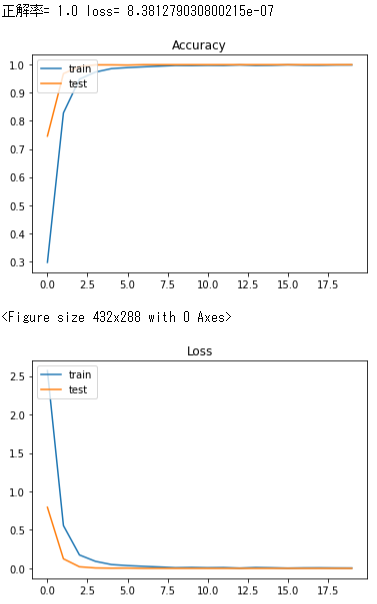 正解率= 1.0 loss= 8.381279030800215e-07
Accuracy
train
test
1.0
0.9
0.8
0.7
0.6
0.5
0.4
0.3
0.0 2.5 5.0 7.5 10.0 12.5 15.0 17.5
<Figure size 432x288 with 0 Axes>
Loss
train
test
2.5
2.0
1.5
1.0
0.5
0.0
0.0 2.5 5.0 7.5 10.0 12.5 15.0 17.5